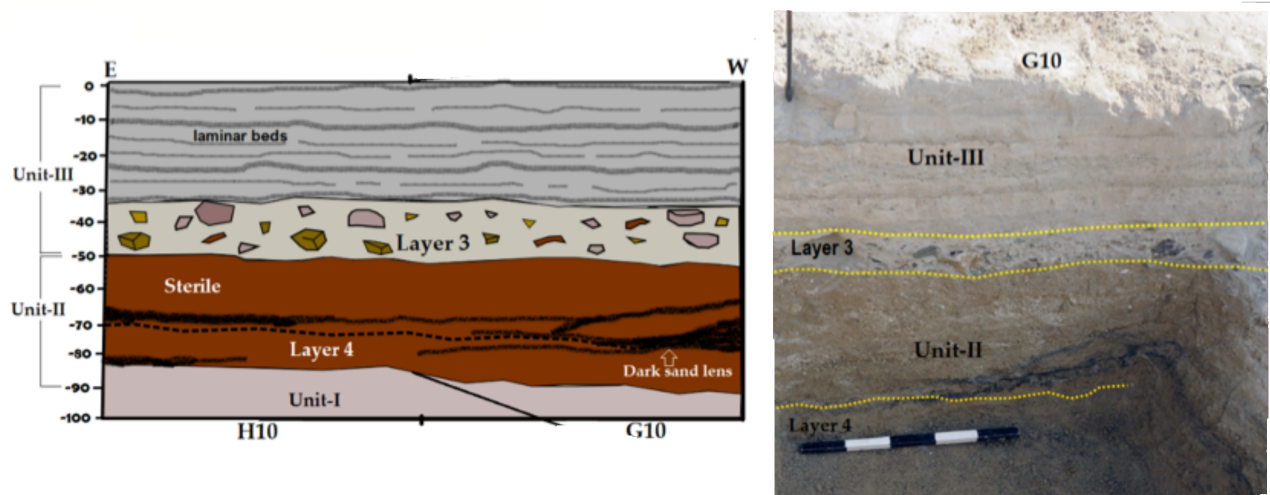 E
W
0
-10
-20
-30
-40
-50
-60
-70
-80
-90
-100
Unit-III
Unit-II
laminar beds
Layer 3
Sterile
Layer 4
Dark sand lens
Unit-I
H10
G10
G10
Unit-III
Layer 3
Unit-II
Layer 4